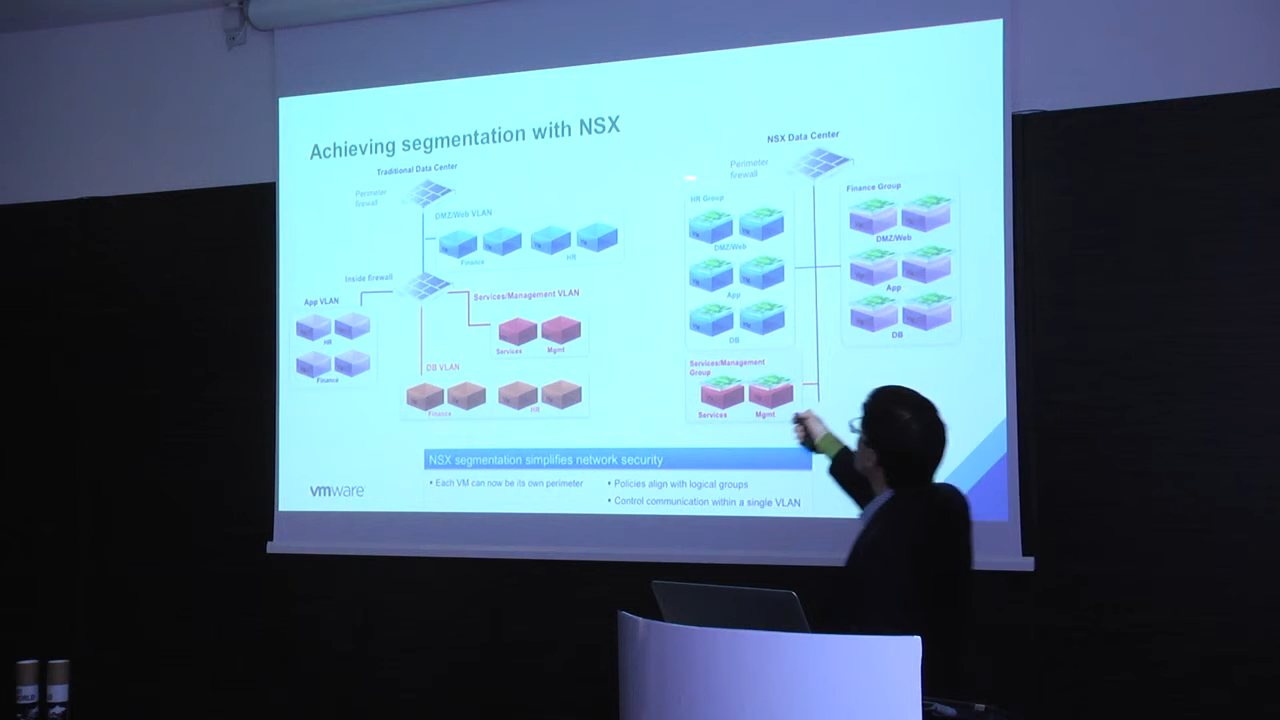 Achieving segmentation with NSX
Traditional Data Center
Perimeter
firewall
DMZ/Web VLAN
Finance
HR
Inside firewall
App VLAN
HR
Finance
Services/Management VLAN
Services
Mgmt
DB VLAN
Finance
HR
NSX Data Center
Perimeter
firewall
HR Group
DMZ/Web
App
DB
Finance Group
DMZ/Web
App
DB
Services/Management
Group
Services
Mgmt
NSX segmentation simplifies network security
• Each VM can now be its own perimeter
• Policies align with logical groups
• Control communication within a single VLAN
vmware